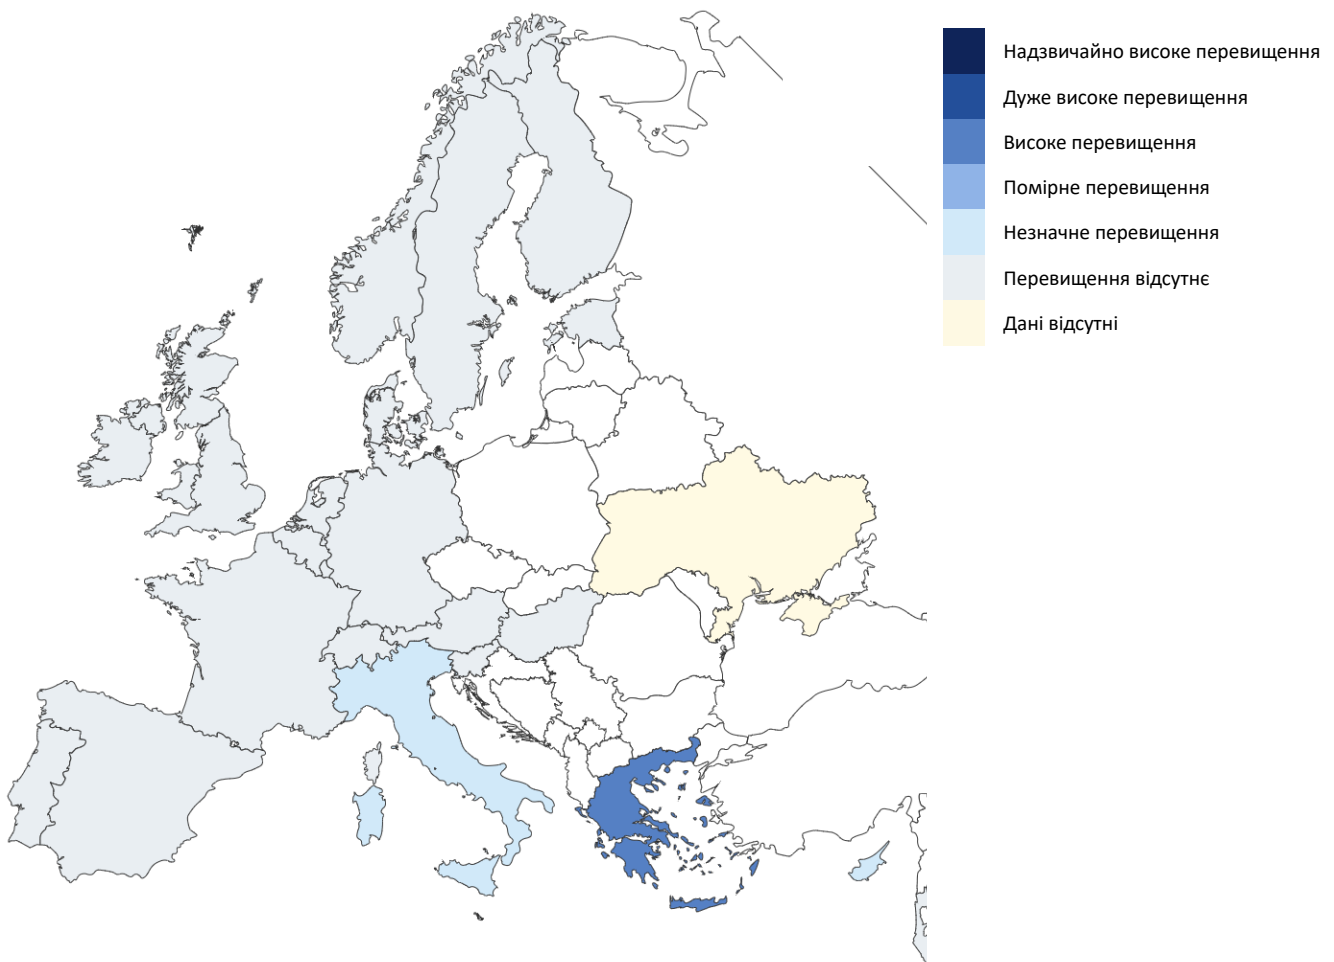 Надзвичайно високе перевищення
Дуже високе перевищення
Високе перевищення
Помірне перевищення
Незначне перевищення
Перевищення відсутнє
Дані відсутні